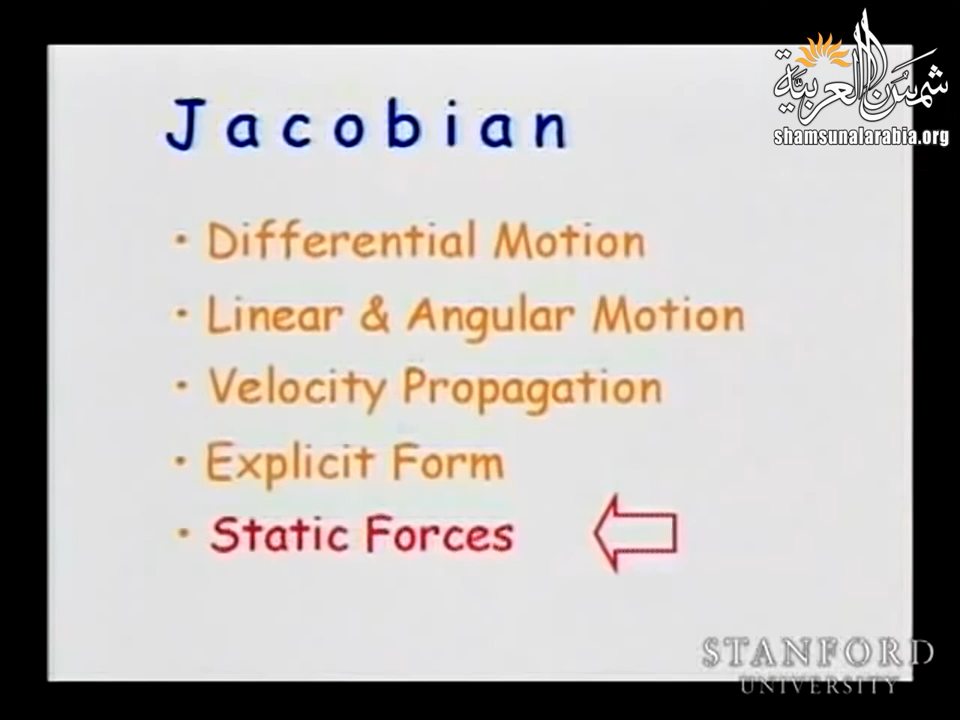 شمس العربية
shamsunalarabia.org
Jacobian
• Differential Motion
• Linear & Angular Motion
• Velocity Propagation
• Explicit Form
• Static Forces
STANFORD
UNIVERSITY